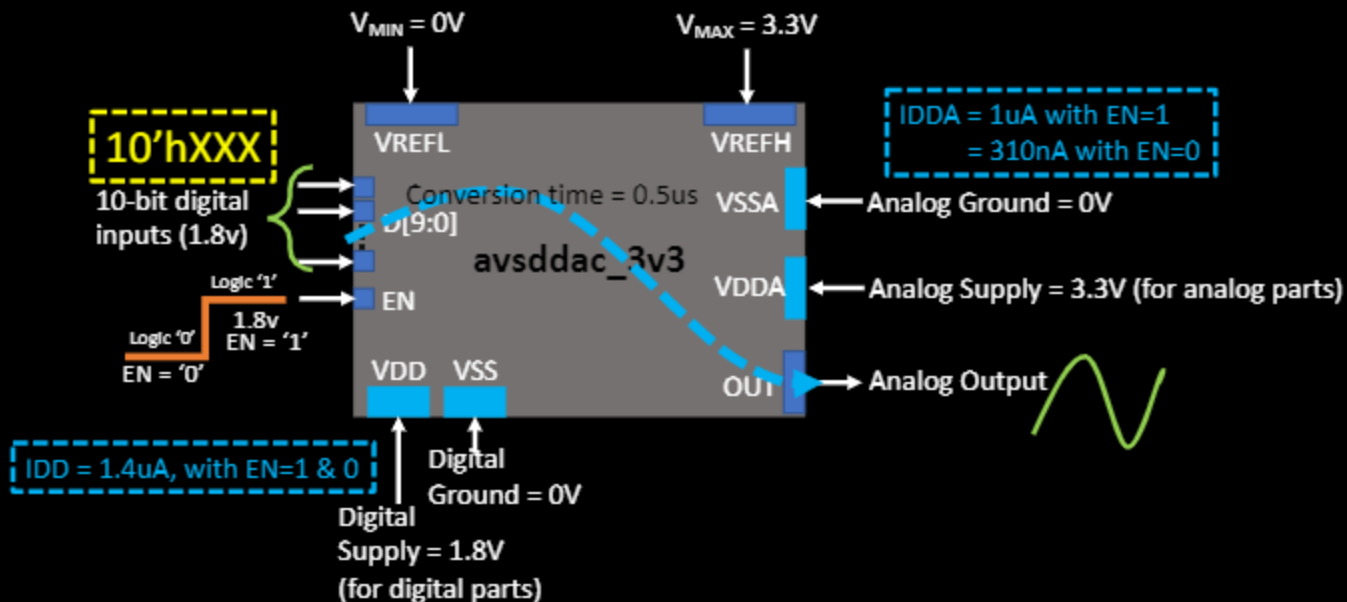 V_MIN = 0V
V_MAX = 3.3V
VREFL
VREFH
10'hXXX
10-bit digital
inputs (1.8v)
Conversion time = 0.5us
D[9:0]
avsddac_3v3
EN
Logic '1'
1.8v
EN = '1'
Logic '0'
EN = '0'
VDD
VSS
VSSA
VDDA
OUT
IDDA = 1uA with EN=1
= 310nA with EN=0
Analog Ground = 0V
Analog Supply = 3.3V (for analog parts)
Analog Output
IDD = 1.4uA, with EN=1 & 0
Digital
Ground = 0V
Digital
Supply = 1.8V
(for digital parts)